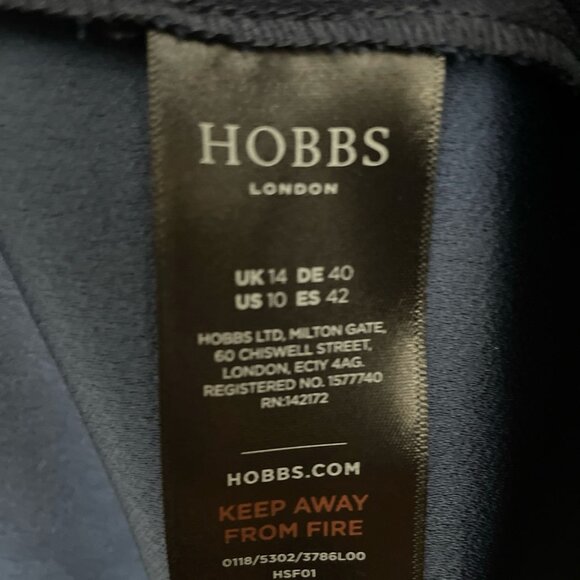 HOBBS
LONDON
UK 14 DE 40
US 10 ES 42
HOBBS LTD, MILTON GATE,
60 CHISWELL STREET,
LONDON, EC1Y 4AG.
REGISTERED NO. 1577740
RN:142172
HOBBS.COM
KEEP AWAY
FROM FIRE
0118/5302/3786L00
HSF01